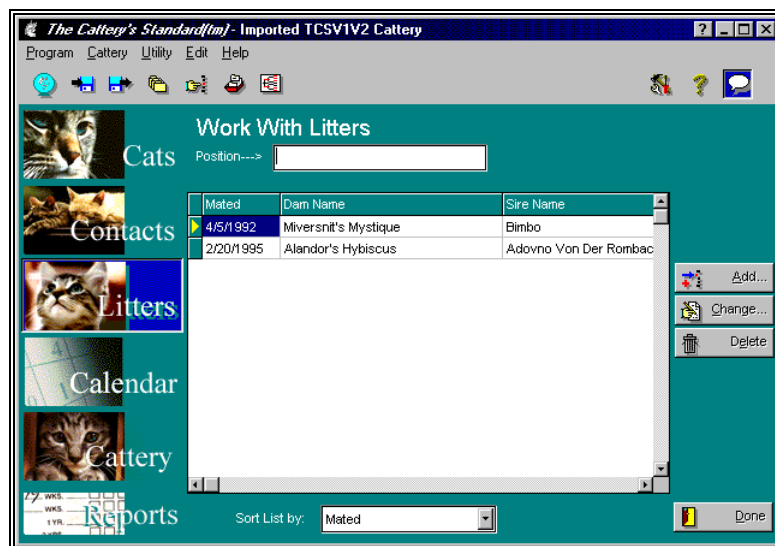 The Cattery's Standard[tm] - Imported TCSV1V2 Cattery
Program Cattery Utility Edit Help
Work With Litters
Position--->
Cats
Contacts
Litters
Calendar
Cattery
Reports
Mated Dam Name Sire Name
4/5/1992 Miversnit's Mystique Bimbo
2/20/1995 Alandor's Hybiscus Adovno Von Der Rombac
Add...
Change...
Delete
Sort List by: Mated
Done